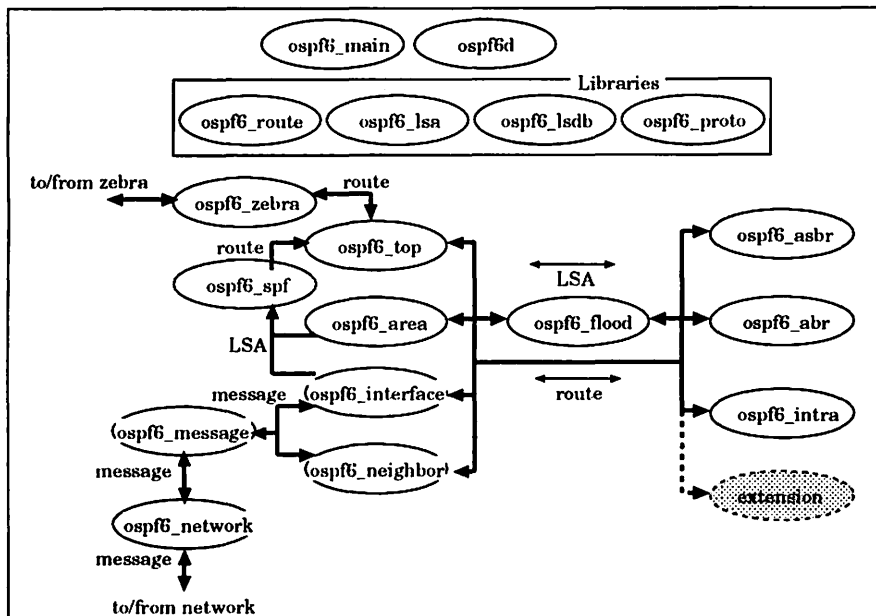 ospf6_main
ospf6d
Libraries
ospf6_route
ospf6_lsa
ospf6_lsdb
ospf6_proto
to/from zebra
route
ospf6_zebra
route
ospf6_top
ospf6_asbr
LSA
ospf6_spf
ospf6_area
ospf6_flood
ospf6_abr
LSA
route
message
ospf6_interface
ospf6_intra
ospf6_message
message
ospf6_neighbor
extension
ospf6_network
message
to/from network